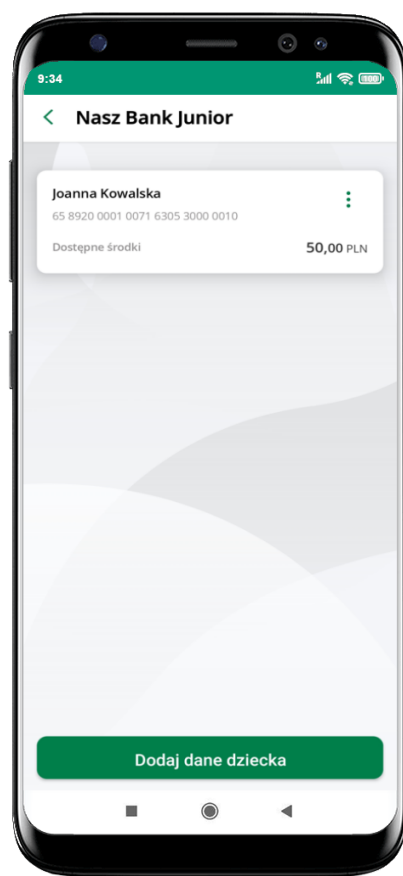 9:34
R
100
Nasz Bank Junior
Joanna Kowalska
65 8920 0001 0071 6305 3000 0010
Dostępne środki
50,00 PLN
Dodaj dane dziecka